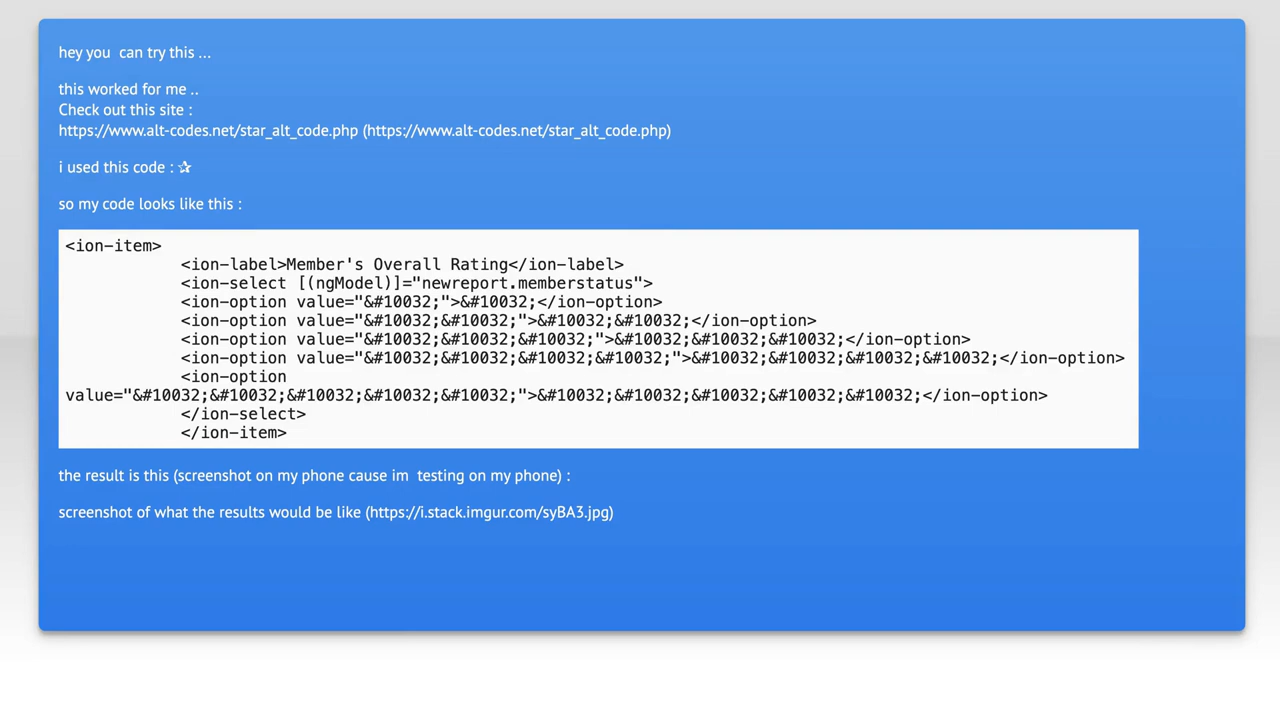 hey you  can try this ...
this worked for me ..
Check out this site :
https://www.alt-codes.net/star_alt_code.php (https://www.alt-codes.net/star_alt_code.php)
i used this code : ✰
so my code looks like this :
<ion-item>
            <ion-label>Member's Overall Rating</ion-label>
            <ion-select [(ngModel)]="newreport.memberstatus">
            <ion-option value="&#10032;">&#10032;</ion-option>
            <ion-option value="&#10032;&#10032;">&#10032;&#10032;</ion-option>
            <ion-option value="&#10032;&#10032;&#10032;">&#10032;&#10032;&#10032;</ion-option>
            <ion-option value="&#10032;&#10032;&#10032;&#10032;">&#10032;&#10032;&#10032;&#10032;</ion-option>
            <ion-option
value="&#10032;&#10032;&#10032;&#10032;&#10032;">&#10032;&#10032;&#10032;&#10032;&#10032;</ion-option>
            </ion-select>
            </ion-item>
the result is this (screenshot on my phone cause im  testing on my phone) :
screenshot of what the results would be like (https://i.stack.imgur.com/syBA3.jpg)